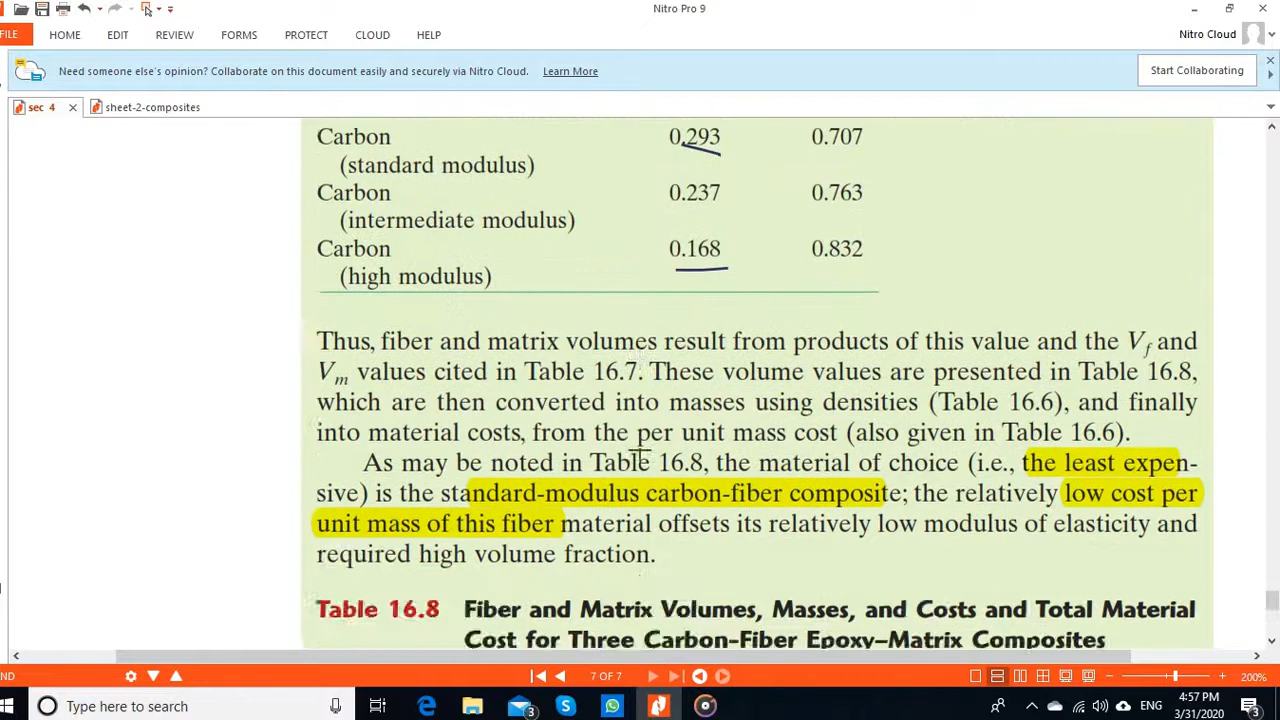 Nitro Pro 9
FILE HOME EDIT REVIEW FORMS PROTECT CLOUD HELP Nitro Cloud
Need someone else's opinion? Collaborate on this document easily and securely via Nitro Cloud. Learn More Start Collaborating
sec 4 sheet-2-composites
Carbon 0.293 0.707
(standard modulus)
Carbon 0.237 0.763
(intermediate modulus)
Carbon 0.168 0.832
(high modulus)
Thus, fiber and matrix volumes result from products of this value and the Vf and
Vm values cited in Table 16.7. These volume values are presented in Table 16.8,
which are then converted into masses using densities (Table 16.6), and finally
into material costs, from the per unit mass cost (also given in Table 16.6).
As may be noted in Table 16.8, the material of choice (i.e., the least expen-
sive) is the standard-modulus carbon-fiber composite; the relatively low cost per
unit mass of this fiber material offsets its relatively low modulus of elasticity and
required high volume fraction.
Table 16.8 Fiber and Matrix Volumes, Masses, and Costs and Total Material
Cost for Three Carbon-Fiber Epoxy–Matrix Composites
ND 7 OF 7 200%
Type here to search 3 ENG 4:57 PM
3/31/2020 3